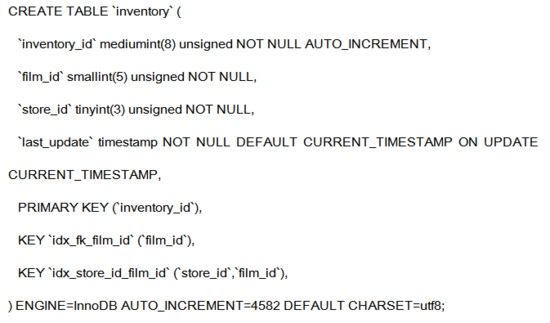 CREATE TABLE `inventory` (
`inventory_id` mediumint(8) unsigned NOT NULL AUTO_INCREMENT,
`film_id` smallint(5) unsigned NOT NULL,
`store_id` tinyint(3) unsigned NOT NULL,
`last_update` timestamp NOT NULL DEFAULT CURRENT_TIMESTAMP ON UPDATE
CURRENT_TIMESTAMP,
PRIMARY KEY (`inventory_id`),
KEY `idx_fk_film_id` (`film_id`),
KEY `idx_store_id_film_id` (`store_id`,`film_id`),
) ENGINE=InnoDB AUTO_INCREMENT=4582 DEFAULT CHARSET=utf8;